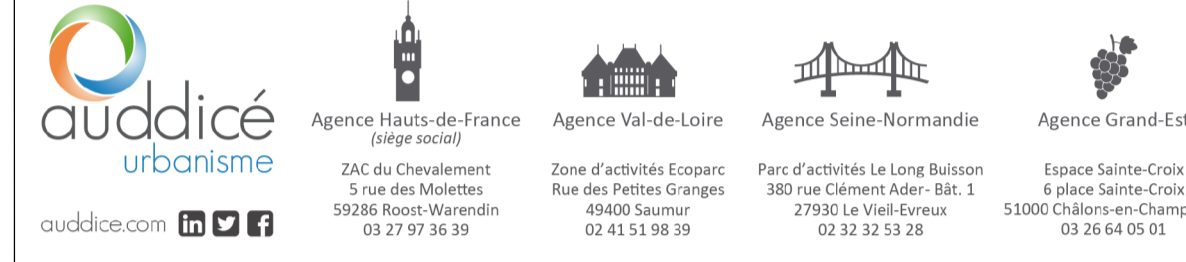 auddicé
urbanisme
auddice.com
Agence Hauts-de-France
(siège social)
ZAC du Chevalement
5 rue des Molettes
59286 Roost-Warendin
03 27 97 36 39
Agence Val-de-Loire
Zone d'activités Ecoparc
Rue des Petites Granges
49400 Saumur
02 41 51 98 39
Agence Seine-Normandie
Parc d'activités Le Long Buisson
380 rue Clément Ader- Bât. 1
27930 Le Vieil-Evreux
02 32 32 53 28
Agence Grand-Est
Espace Sainte-Croix
6 place Sainte-Croix
51000 Châlons-en-Champ
03 26 64 05 01